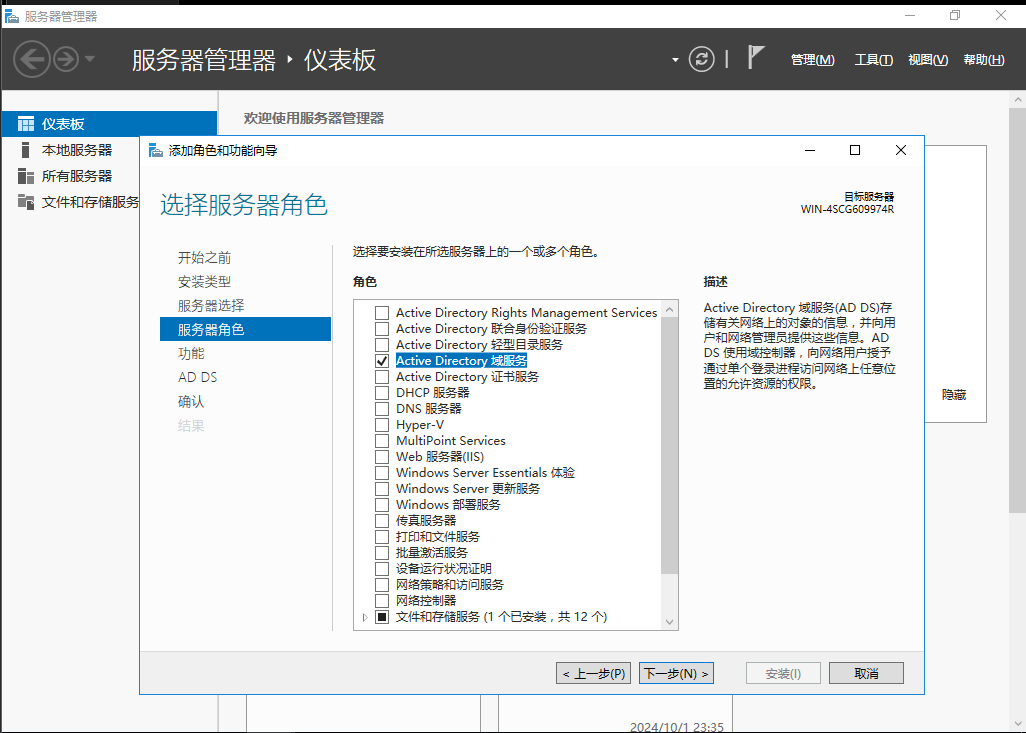 服务器管理器
服务器管理器 ‣ 仪表板
管理(M) 工具(T) 视图(V) 帮助(H)
仪表板
本地服务器
所有服务器
文件和存储服务
欢迎使用服务器管理器
添加角色和功能向导
选择服务器角色
目标服务器
WIN-4SCG609974R
开始之前
安装类型
服务器选择
服务器角色
功能
AD DS
确认
结果
选择要安装在所选服务器上的一个或多个角色。
角色
Active Directory Rights Management Services
Active Directory 联合身份验证服务
Active Directory 轻型目录服务
Active Directory 域服务
Active Directory 证书服务
DHCP 服务器
DNS 服务器
Hyper-V
MultiPoint Services
Web 服务器(IIS)
Windows Server Essentials 体验
Windows Server 更新服务
Windows 部署服务
传真服务器
打印和文件服务
批量激活服务
设备运行状况证明
网络策略和访问服务
网络控制器
文件和存储服务 (1 个已安装，共 12 个)
描述
Active Directory 域服务(AD DS)存
储有关网络上的对象的信息，并向用
户和网络管理员提供这些信息。AD
DS 使用域控制器，向网络用户授予
通过单个登录进程访问网络上任意位
置的允许资源的权限。
隐藏
< 上一步(P) 下一步(N) > 安装(I) 取消
2024/10/1 23:35